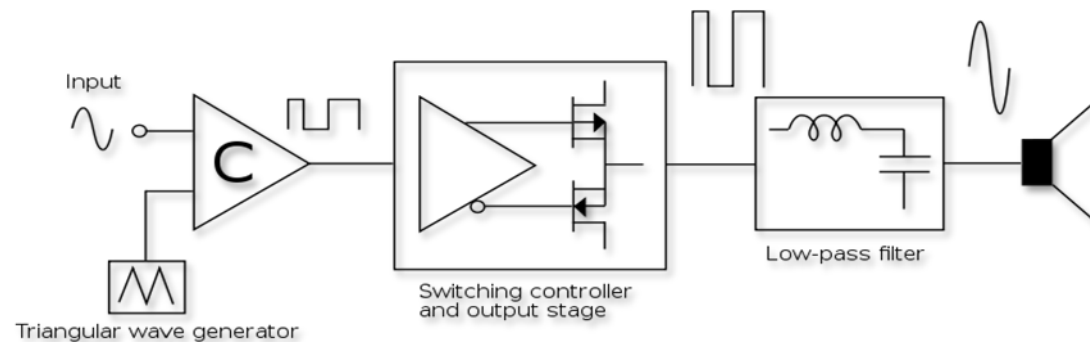 Input
C
Triangular wave generator
Switching controller
and output stage
Low-pass filter